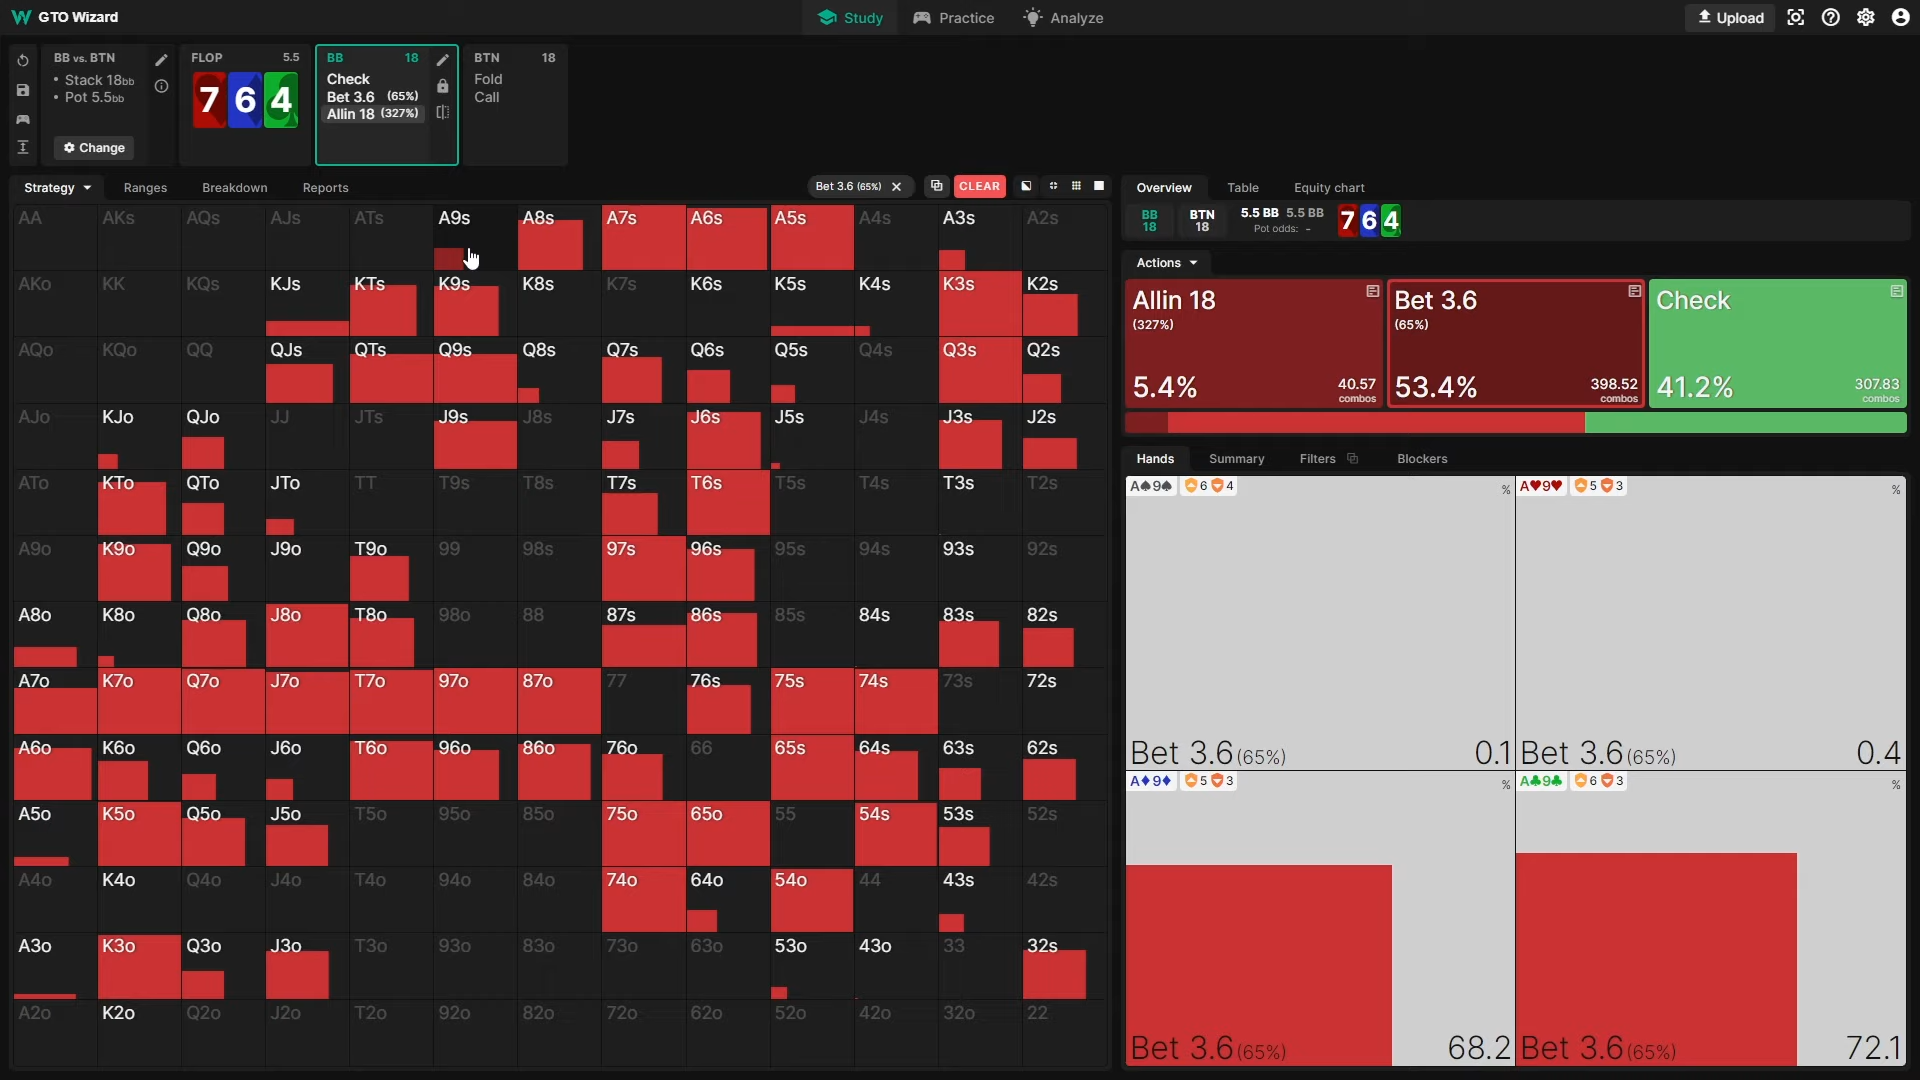 GTO Wizard
Study
Practice
Analyze
Upload
BB vs. BTN
• Stack 18bb
• Pot 5.5bb
Change
FLOP 5.5
7 6 4
BB 18
Check
Bet 3.6 (65%)
Allin 18 (327%)
BTN 18
Fold
Call
Strategy Ranges Breakdown Reports
Bet 3.6 (65%)
CLEAR
AA AKs AQs AJs ATs A9s A8s A7s A6s A5s A4s A3s A2s
AKo KK KQs KJs KTs K9s K8s K7s K6s K5s K4s K3s K2s
AQo KQo QQ QJs QTs Q9s Q8s Q7s Q6s Q5s Q4s Q3s Q2s
AJo KJo QJo JJ JTs J9s J8s J7s J6s J5s J4s J3s J2s
ATo KTo QTo JTo TT T9s T8s T7s T6s T5s T4s T3s T2s
A9o K9o Q9o J9o T9o 99 98s 97s 96s 95s 94s 93s 92s
A8o K8o Q8o J8o T8o 98o 88 87s 86s 85s 84s 83s 82s
A7o K7o Q7o J7o T7o 97o 87o 77 76s 75s 74s 73s 72s
A6o K6o Q6o J6o T6o 96o 86o 76o 66 65s 64s 63s 62s
A5o K5o Q5o J5o T5o 95o 85o 75o 65o 55 54s 53s 52s
A4o K4o Q4o J4o T4o 94o 84o 74o 64o 54o 44 43s 42s
A3o K3o Q3o J3o T3o 93o 83o 73o 63o 53o 43o 33 32s
A2o K2o Q2o J2o T2o 92o 82o 72o 62o 52o 42o 32o 22
Overview Table Equity chart
BB
18
BTN
18
5.5 BB 5.5 BB
Pot odds: -
7 6 4
Actions
Allin 18
(327%)
5.4%
40.57
combos
Bet 3.6
(65%)
53.4%
398.52
combos
Check
41.2%
307.83
combos
Hands Summary Filters Blockers
A♠9♠ 6 4 %
Bet 3.6 (65%) 0.1
A♥9♥ 5 3 %
Bet 3.6 (65%) 0.4
A♦9♦ 5 3 %
Bet 3.6 (65%) 68.2
A♣9♣ 6 3 %
Bet 3.6 (65%) 72.1